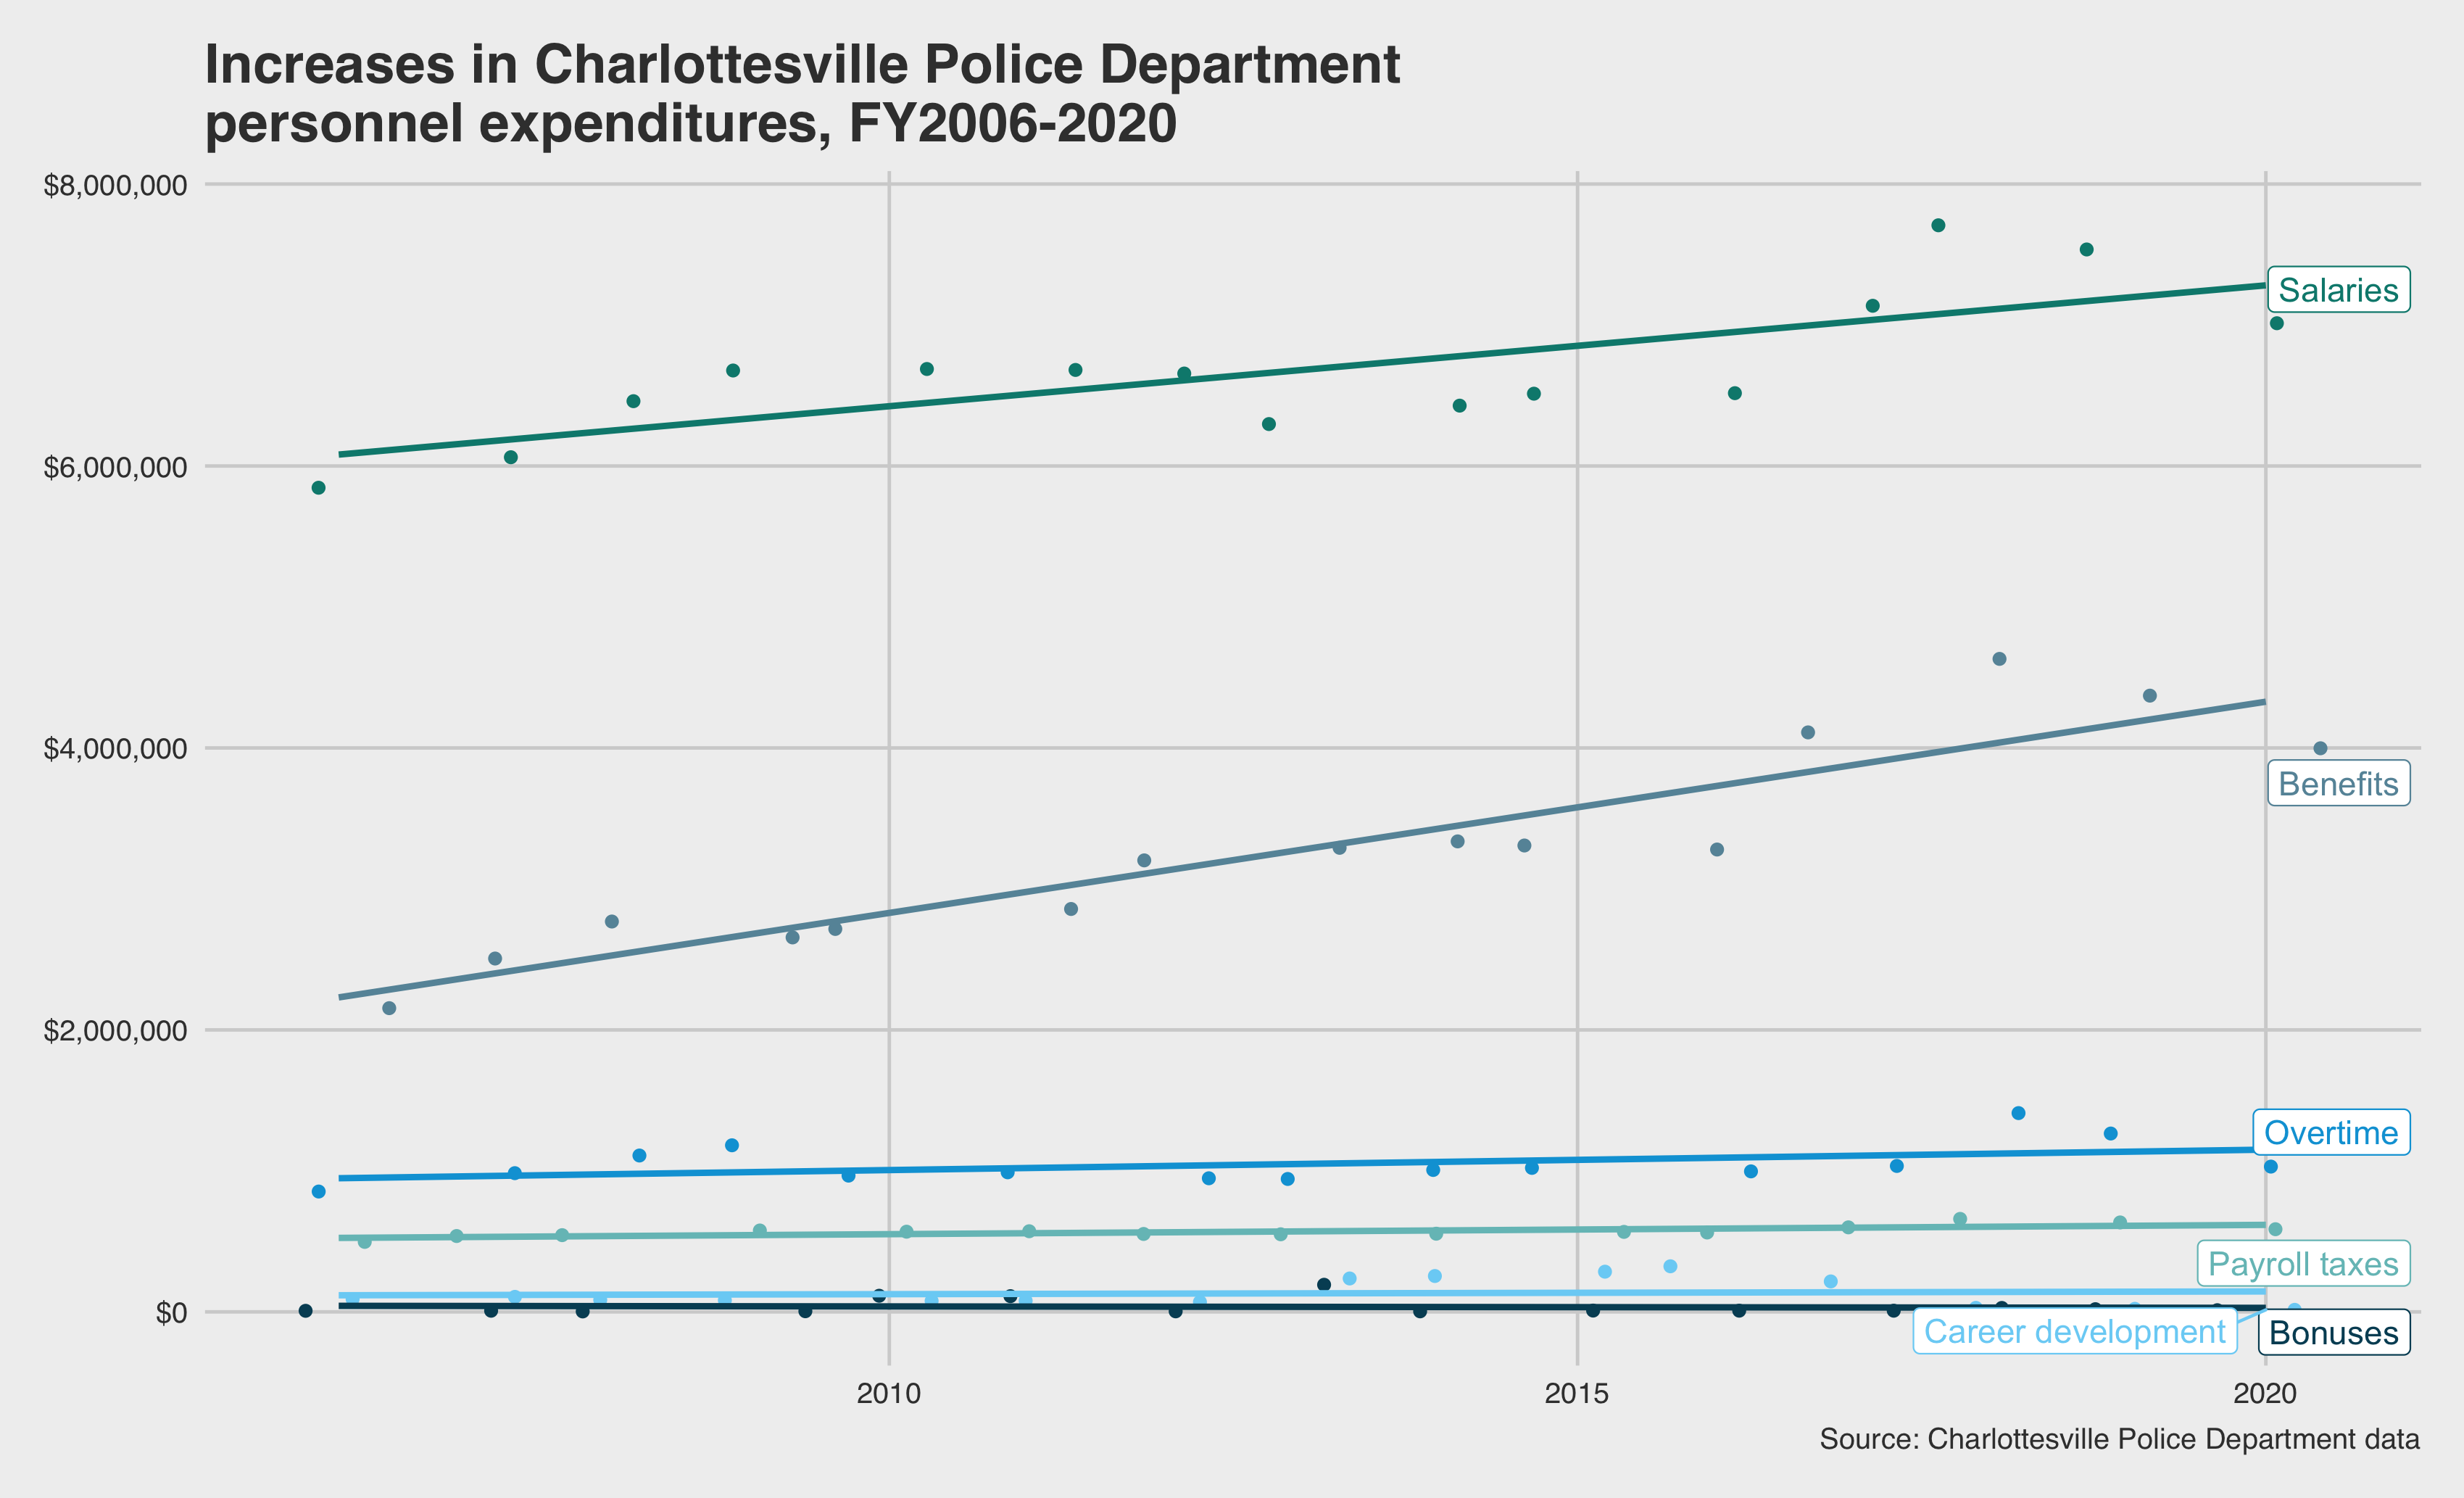 Increases in Charlottesville Police Department
personnel expenditures, FY2006-2020
$8,000,000
Salaries
$6,000,000
$4,000,000
Benefits
$2,000,000
Overtime
Payroll taxes
$0
Career development
Bonuses
2010
2015
2020
Source: Charlottesville Police Department data